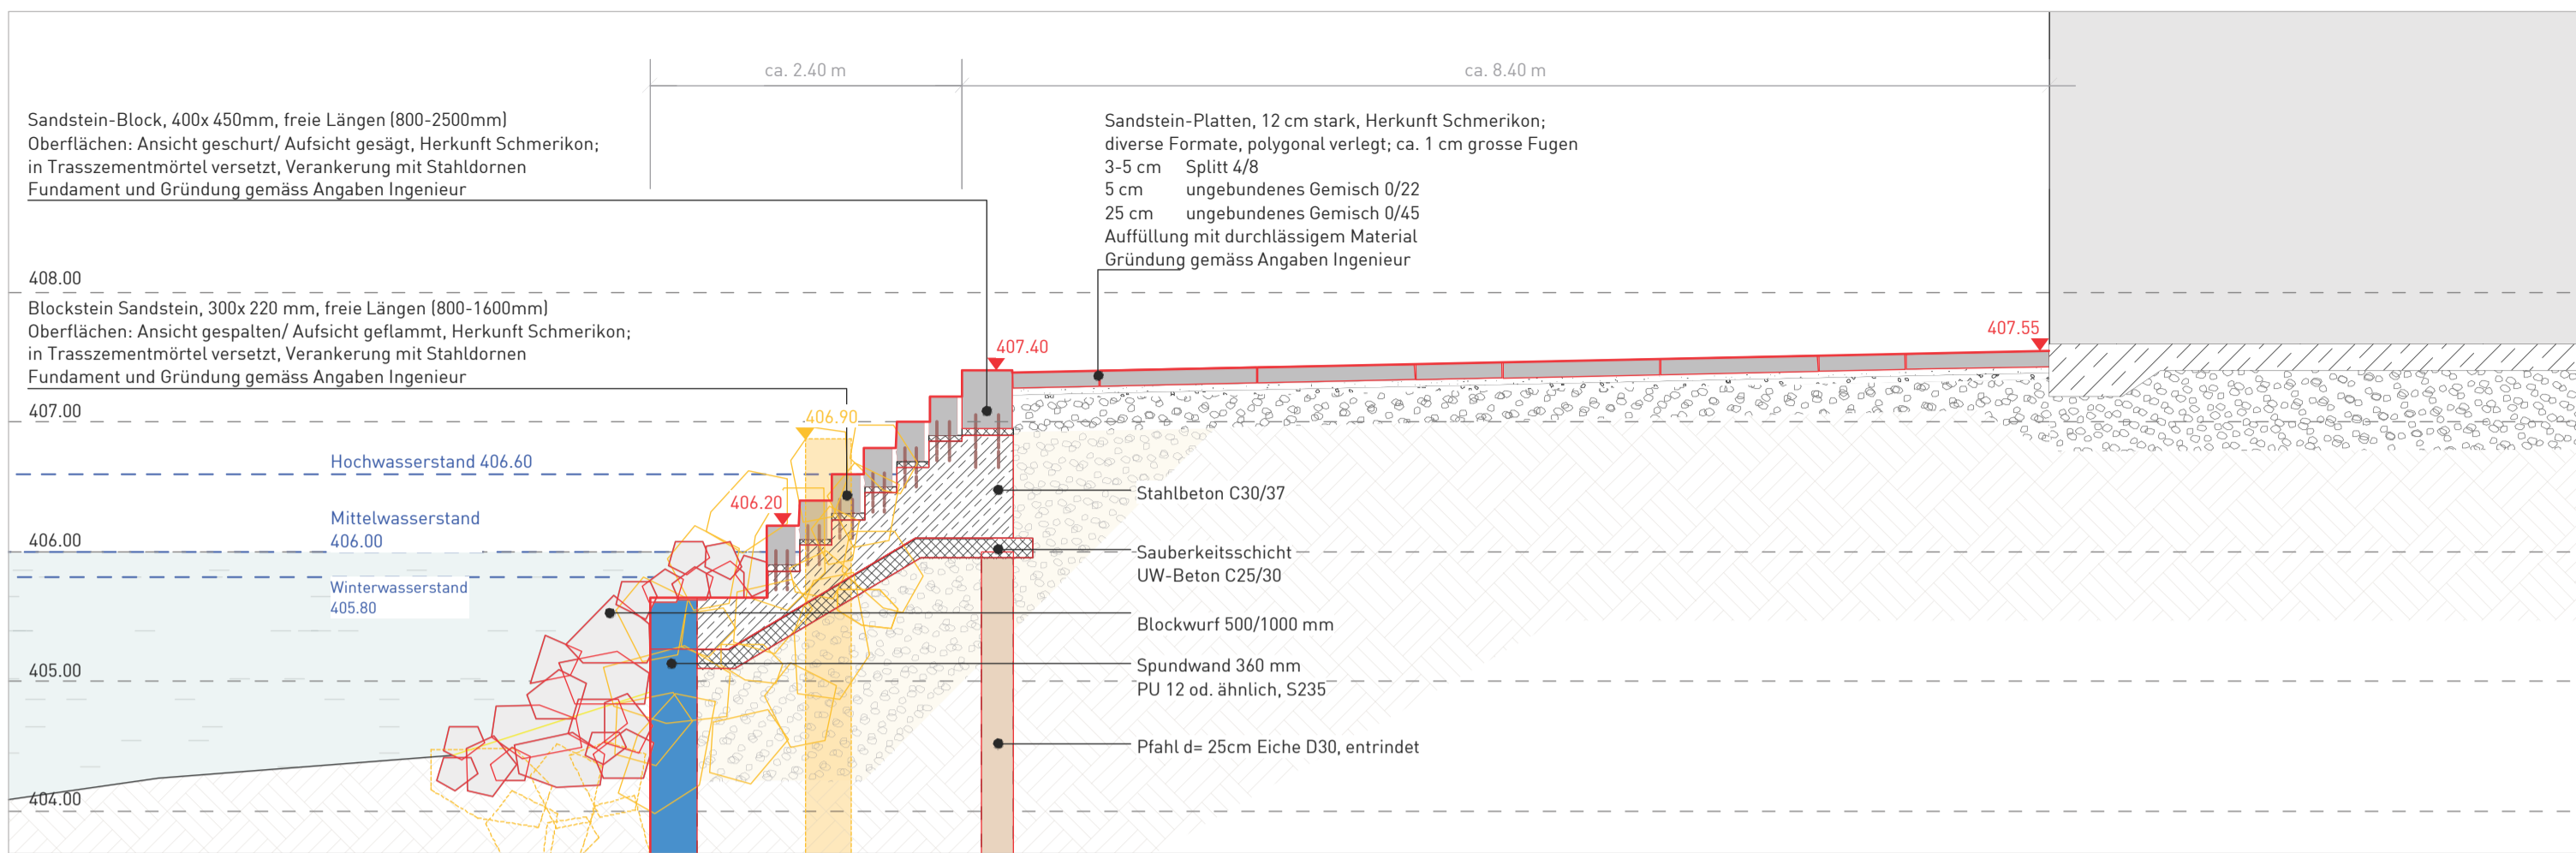 ca. 2.40 m
ca. 8.40 m
Sandstein-Block, 400x 450mm, freie Längen (800-2500mm)
Oberflächen: Ansicht geschurt/ Aufsicht gesägt, Herkunft Schmerikon;
in Trasszementmörtel versetzt, Verankerung mit Stahldornen
Fundament und Gründung gemäss Angaben Ingenieur
Sandstein-Platten, 12 cm stark, Herkunft Schmerikon;
diverse Formate, polygonal verlegt; ca. 1 cm grosse Fugen
3-5 cm Splitt 4/8
5 cm ungebundenes Gemisch 0/22
25 cm ungebundenes Gemisch 0/45
Auffüllung mit durchlässigem Material
Gründung gemäss Angaben Ingenieur
408.00
Blockstein Sandstein, 300x 220 mm, freie Längen (800-1600mm)
Oberflächen: Ansicht gespalten/ Aufsicht geflammt, Herkunft Schmerikon;
in Trasszementmörtel versetzt, Verankerung mit Stahldornen
Fundament und Gründung gemäss Angaben Ingenieur
407.55
407.40
407.00
406.90
Hochwasserstand 406.60
406.20
Mittelwasserstand
406.00
406.00
Winterwasserstand
405.80
Stahlbeton C30/37
Sauberkeitsschicht
UW-Beton C25/30
Blockwurf 500/1000 mm
Spundwand 360 mm
PU 12 od. ähnlich, S235
405.00
Pfahl d= 25cm Eiche D30, entrindet
404.00